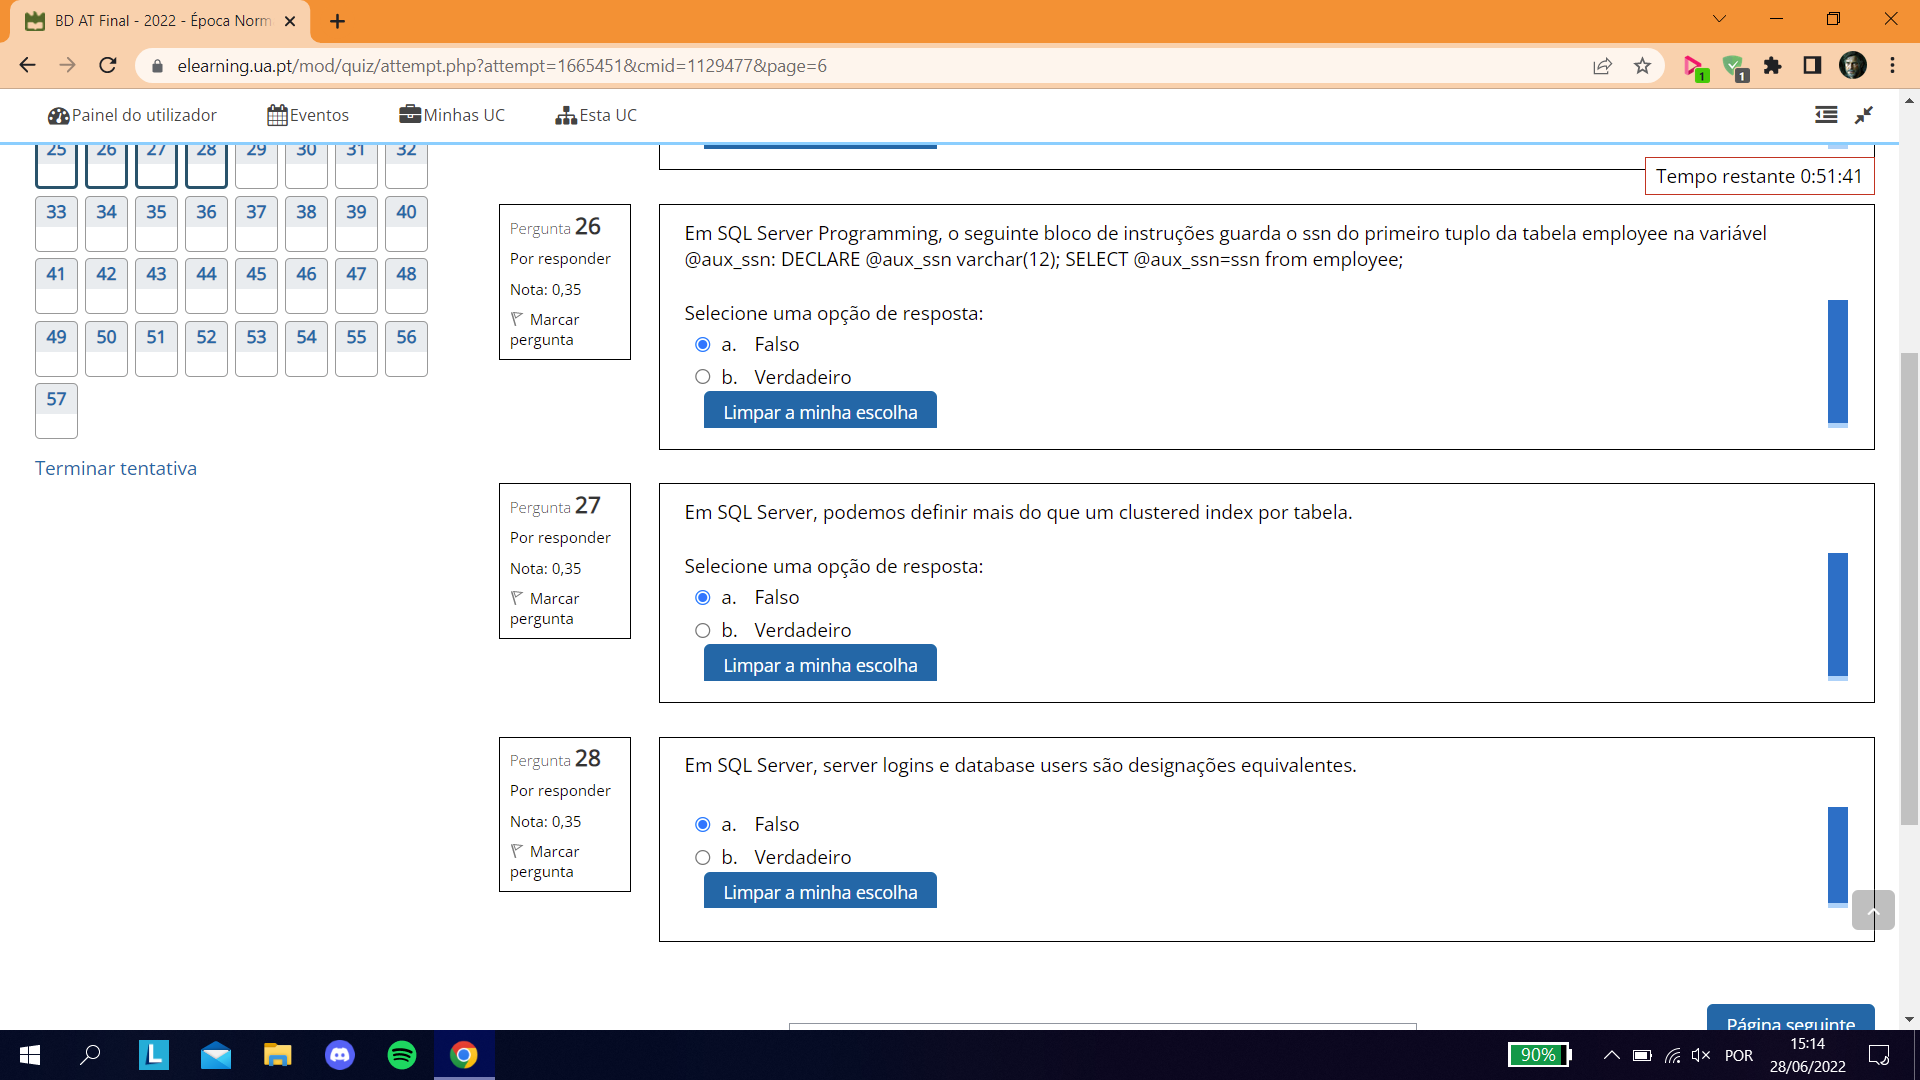 BD AT Final - 2022 - Época Norm
elearning.ua.pt/mod/quiz/attempt.php?attempt=1665451&cmid=1129477&page=6
1
1
Painel do utilizador
Eventos
Minhas UC
Esta UC
25 26 27 28 29 30 31 32
33 34 35 36 37 38 39 40
41 42 43 44 45 46 47 48
49 50 51 52 53 54 55 56
57
Terminar tentativa
Tempo restante 0:51:41
Pergunta 26
Por responder
Nota: 0,35
Marcar
pergunta
Em SQL Server Programming, o seguinte bloco de instruções guarda o ssn do primeiro tuplo da tabela employee na variável
@aux_ssn: DECLARE @aux_ssn varchar(12); SELECT @aux_ssn=ssn from employee;
Selecione uma opção de resposta:
a. Falso
b. Verdadeiro
Limpar a minha escolha
Pergunta 27
Por responder
Nota: 0,35
Marcar
pergunta
Em SQL Server, podemos definir mais do que um clustered index por tabela.
Selecione uma opção de resposta:
a. Falso
b. Verdadeiro
Limpar a minha escolha
Pergunta 28
Por responder
Nota: 0,35
Marcar
pergunta
Em SQL Server, server logins e database users são designações equivalentes.
a. Falso
b. Verdadeiro
Limpar a minha escolha
Página seguinte
L
90%
POR
15:14
28/06/2022